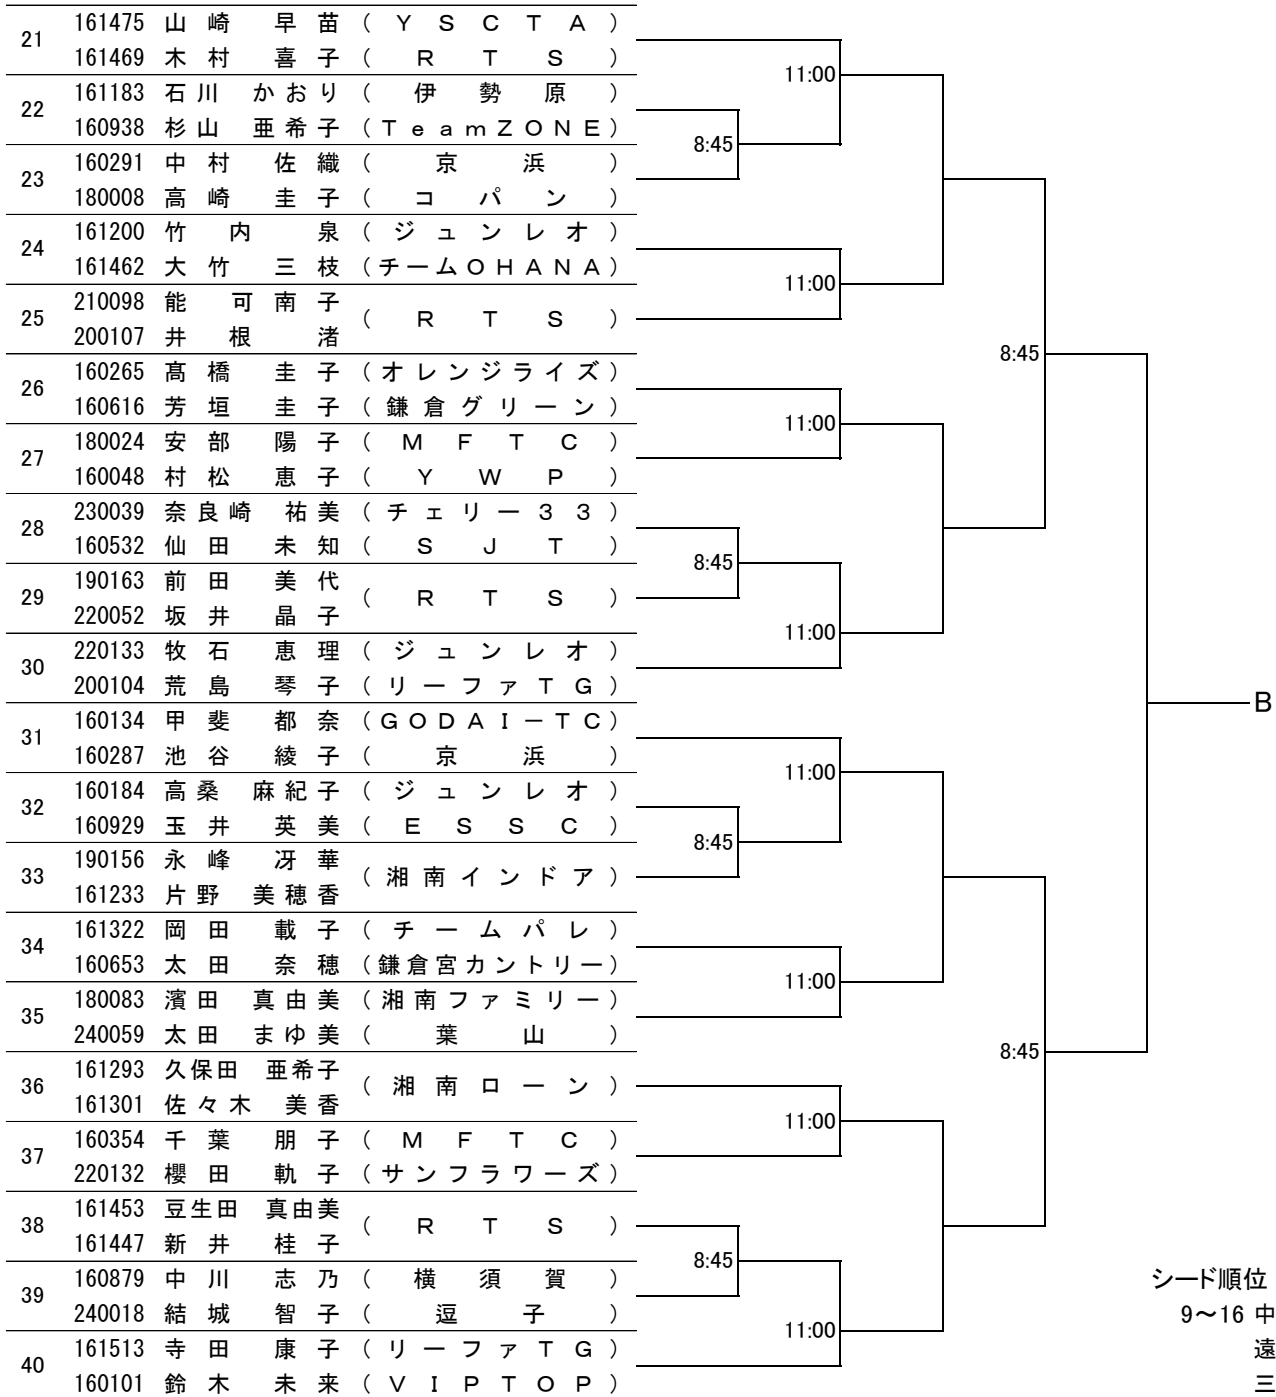 21 161475 山崎 早苗 (YSCTA)
161469 木村 喜子 (RTS)
22 161183 石川 かおり (伊勢原)
160938 杉山 亜希子 (TeamZONE)
23 160291 中村 佐織 (京浜)
180008 高崎 圭子 (コパン)
24 161200 竹内 泉 (ジュンレオ)
161462 大竹 三枝 (チームOHANA)
25 210098 能 可南子 (RTS)
200107 井根 渚
26 160265 髙橋 圭子 (オレンジライズ)
160616 芳垣 圭子 (鎌倉グリーン)
27 180024 安部 陽子 (MFTC)
160048 村松 恵子 (YWP)
28 230039 奈良崎 祐美 (チェリー33)
160532 仙田 未知 (SJT)
29 190163 前田 美代 (RTS)
220052 坂井 晶子
30 220133 牧石 恵理 (ジュンレオ)
200104 荒島 琴子 (リーファTG)
31 160134 甲斐 都奈 (GODAI-TC)
160287 池谷 綾子 (京浜)
32 160184 高桑 麻紀子 (ジュンレオ)
160929 玉井 英美 (ESSC)
33 190156 永峰 冴華 (湘南インドア)
161233 片野 美穂香
34 161322 岡田 載子 (チームパレ)
160653 太田 奈穂 (鎌倉宮カントリー)
35 180083 濱田 真由美 (湘南ファミリー)
240059 太田 まゆ美 (葉山)
36 161293 久保田 亜希子 (湘南ローン)
161301 佐々木 美香
37 160354 千葉 朋子 (MFTC)
220132 櫻田 軌子 (サンフラワーズ)
38 161453 豆生田 真由美 (RTS)
161447 新井 桂子
39 160879 中川 志乃 (横須賀)
240018 結城 智子 (逗子)
40 161513 寺田 康子 (リーファTG)
160101 鈴木 未来 (VIPTOP)
8:45
8:45
8:45
8:45
11:00
11:00
11:00
11:00
11:00
11:00
11:00
11:00
8:45
8:45
B
シード順位
9～16 中
遠
三